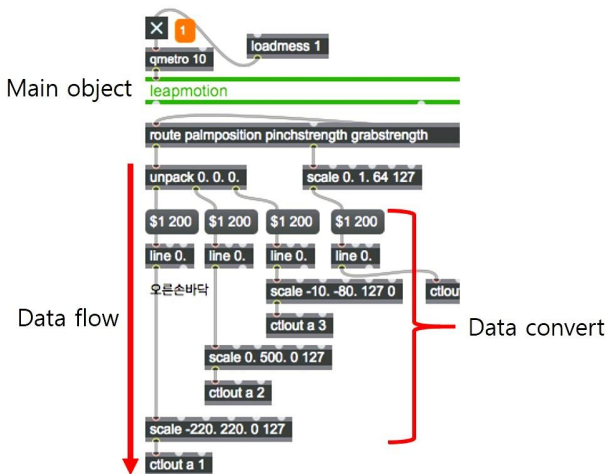 1
loadmess 1
qmetro 10
Main object
leapmotion
route palmposition pinchstrength grabstrength
unpack 0. 0. 0.
scale 0. 1. 64 127
$1 200
$1 200
$1 200
$1 200
line 0.
line 0.
line 0.
line 0.
오른손바닥
scale -10. -80. 127 0
ctlout
Data flow
ctlout a 3
Data convert
scale 0. 500. 0 127
ctlout a 2
scale -220. 220. 0 127
ctlout a 1